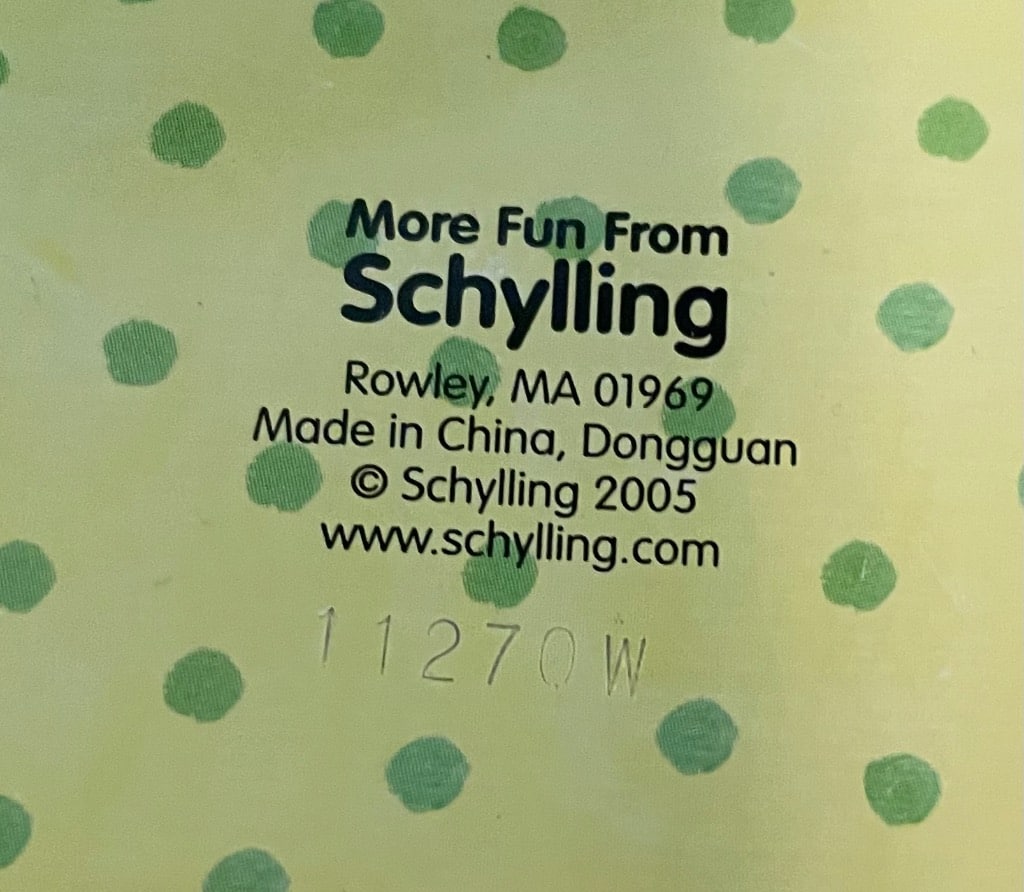 More Fun From
Schylling
Rowley, MA 01969
Made in China, Dongguan
© Schylling 2005
www.schylling.com
11270W